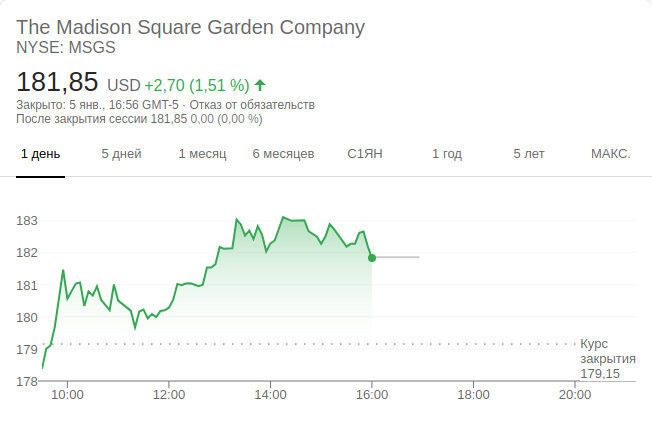 The Madison Square Garden Company
NYSE: MSGS
181,85 USD +2,70 (1,51 %)
Закрыто: 5 янв., 16:56 GMT-5 · Отказ от обязательств
После закрытия сессии 181,85 0,00 (0,00 %)
1 день 5 дней 1 месяц 6 месяцев С1ЯН 1 год 5 лет МАКС.
183
182
181
180
179
178
Курс
закрытия
179,15
10:00 12:00 14:00 16:00 18:00 20:00